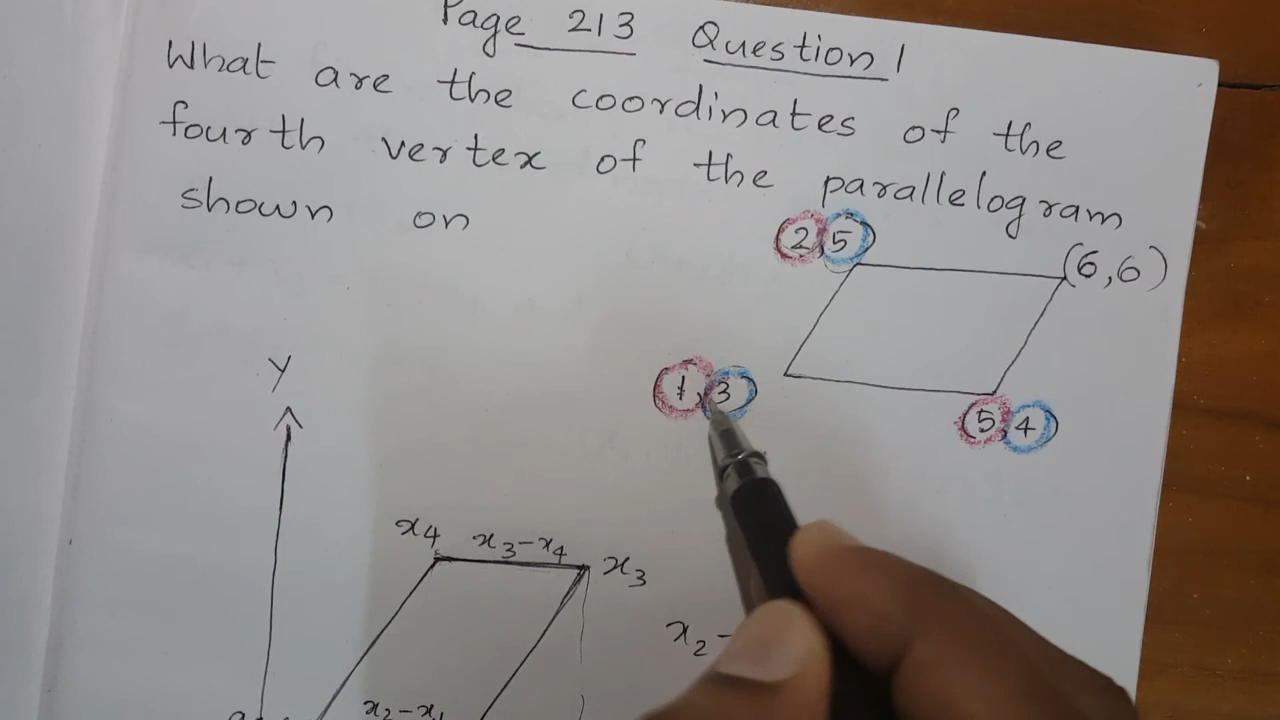 Page 213 Question 1
What are the coordinates of the
fourth vertex of the parallelogram
shown on
(2,5)
(6,6)
(1,3)
(5,4)
y
x4 x3-x4 x3
x2-
x2-x1